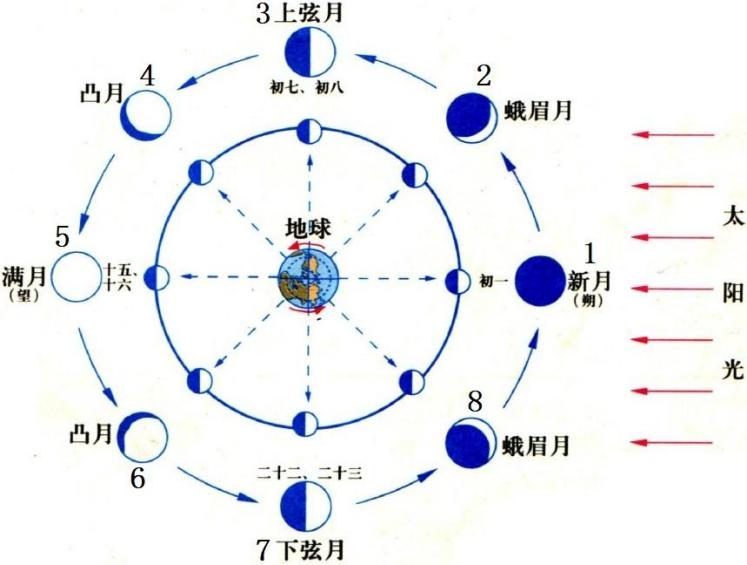 3上弦月
初七、初八
4
凸月
2
蛾眉月
太
阳
光
地球
5
满月
(望)
十五、
十六
初一
1
新月
(朔)
凸月
6
8
蛾眉月
二十二、二十三
7下弦月